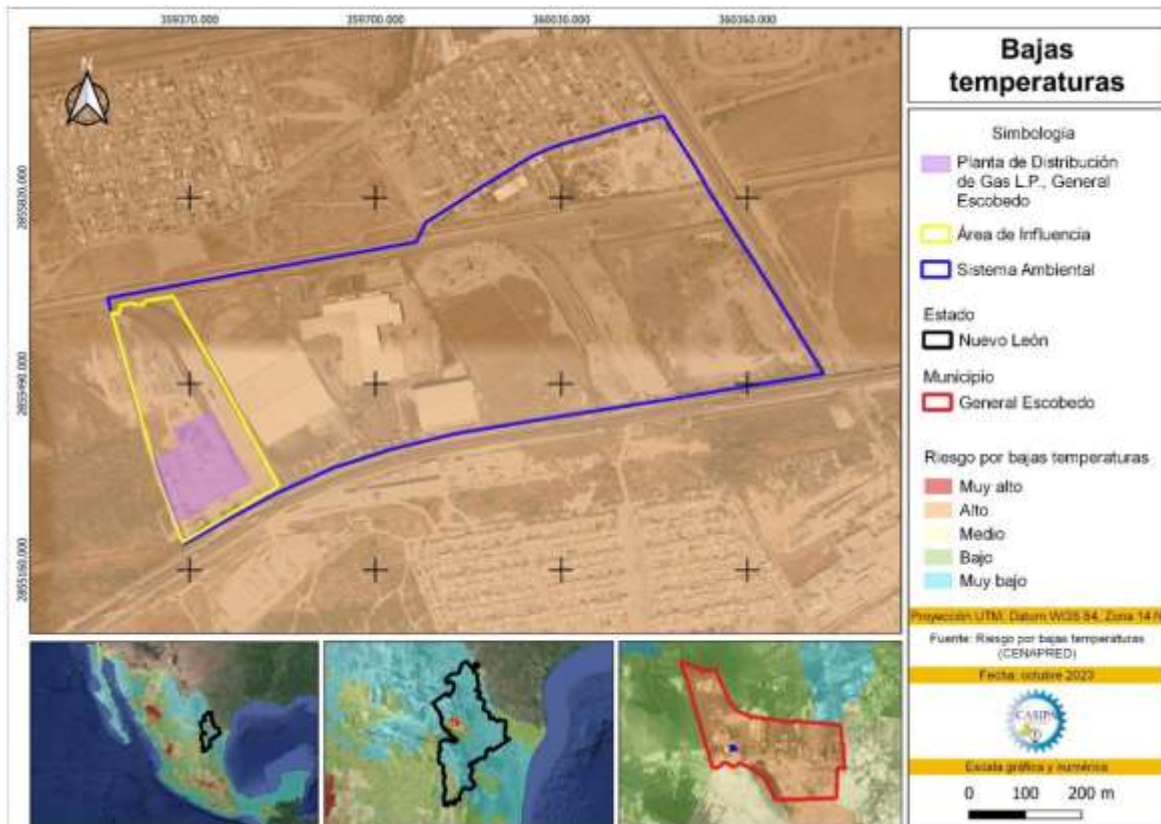 359370.000
359700.000
360030.000
360360.000
N
2855820.000
2855490.000
2855160.000
Bajas
temperaturas
Simbología
Planta de Distribución
de Gas L.P., General
Escobedo
Área de Influencia
Sistema Ambiental
Estado
Nuevo León
Municipio
General Escobedo
Riesgo por bajas temperaturas
Muy alto
Alto
Medio
Bajo
Muy bajo
Proyección UTM; Datum WGS-84, Zona 14-N
Fuente: Riesgo por bajas temperaturas
(CENAPRED)
Fecha: octubre 2023
CASIPA
Escala gráfica y numérica
0 100 200 m